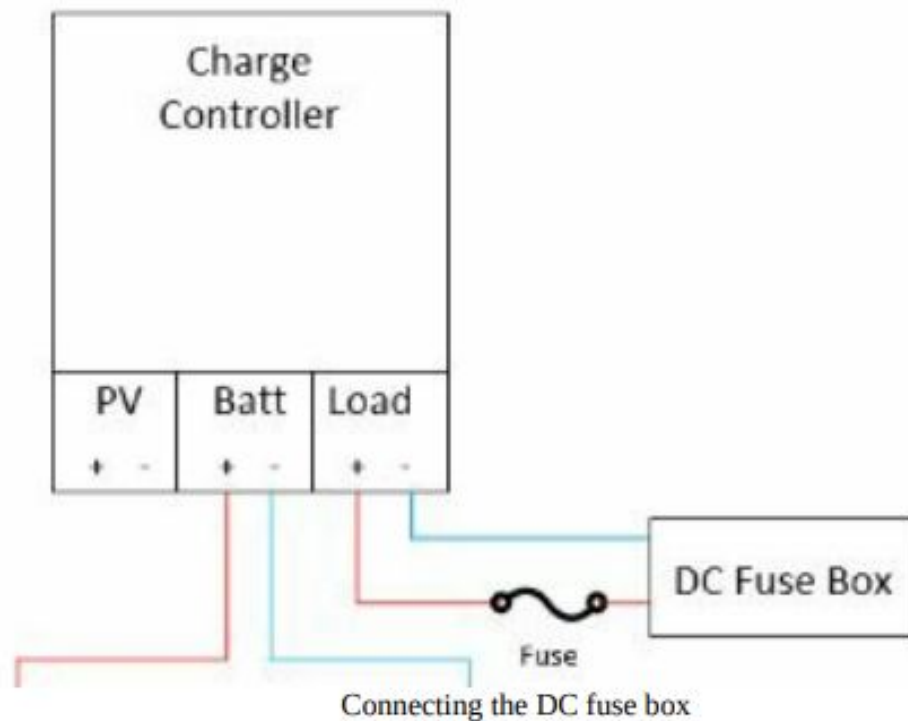 Charge
Controller
PV Batt Load
+ - + - + -
DC Fuse Box
Fuse
Connecting the DC fuse box